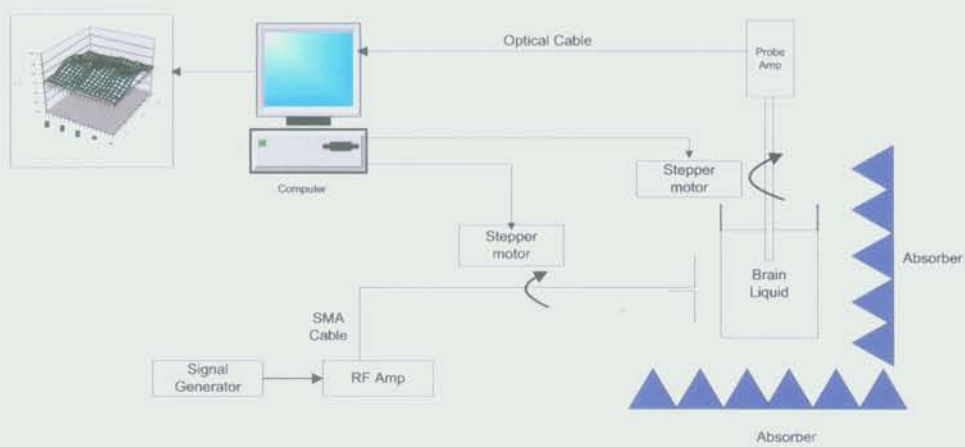 Optical Cable
Probe
Amp
Computer
Stepper
motor
Stepper
motor
Brain
Liquid
Absorber
SMA
Cable
Signal
Generator
RF Amp
Absorber